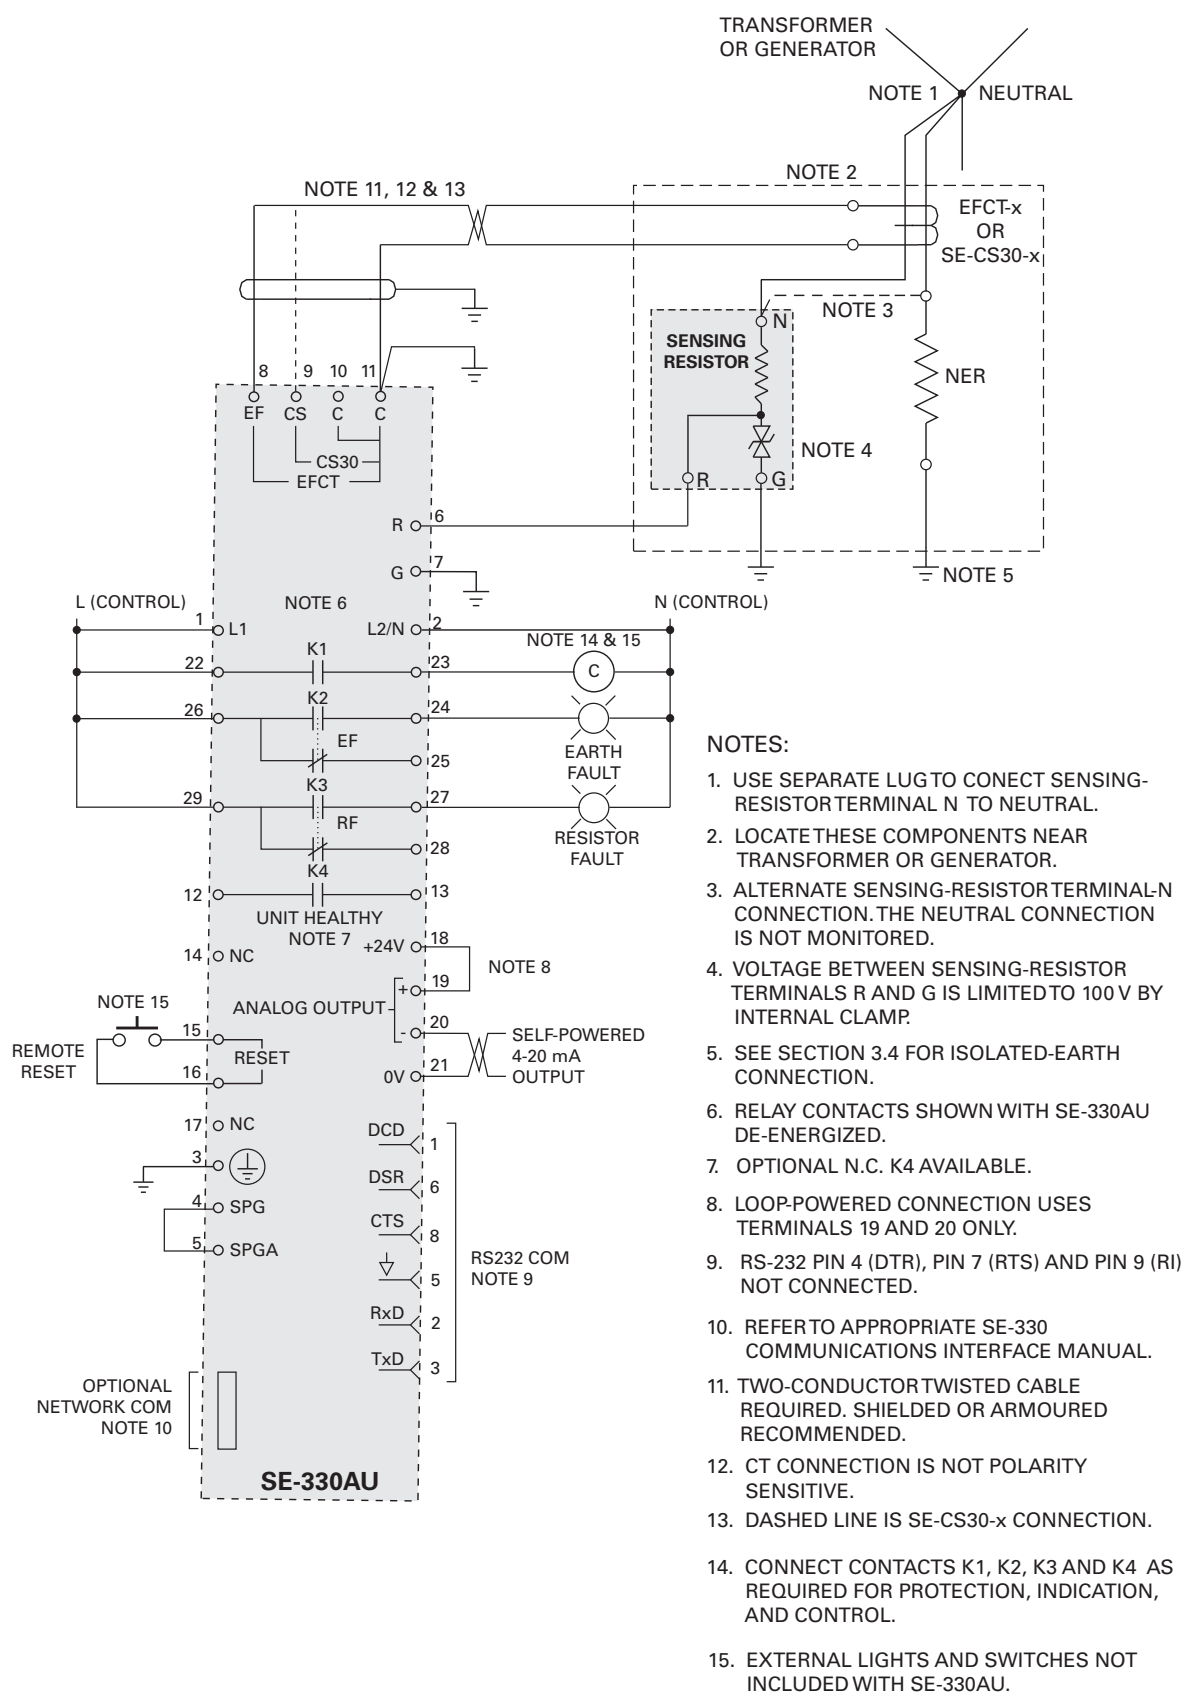 TRANSFORMER
OR GENERATOR
NOTE 1
NEUTRAL
NOTE 2
NOTE 11, 12 & 13
EFCT-x
OR
SE-CS30-x
NOTE 3
N
SENSING
RESISTOR
NER
NOTE 4
R
G
NOTE 5
8 9 10 11
EF CS C C
CS30
EFCT
R 6
G 7
L (CONTROL)
NOTE 6
N (CONTROL)
1 L1
L2/N 2
NOTE 14 & 15
22 K1 23
C
26 K2 24
EF
25
EARTH
FAULT
29 K3 27
RF
28
RESISTOR
FAULT
12 K4 13
UNIT HEALTHY
NOTE 7
+24V 18
14 NC
NOTE 8
+ 19
ANALOG OUTPUT
- 20
SELF-POWERED
4-20 mA
OUTPUT
0V 21
NOTE 15
REMOTE
RESET
15
RESET
16
17 NC
3
4 SPG
5 SPGA
DCD 1
DSR 6
CTS 8
5
RxD 2
TxD 3
RS232 COM
NOTE 9
OPTIONAL
NETWORK COM
NOTE 10
SE-330AU
NOTES:
1. USE SEPARATE LUG TO CONECT SENSING-
RESISTOR TERMINAL N TO NEUTRAL.
2. LOCATE THESE COMPONENTS NEAR
TRANSFORMER OR GENERATOR.
3. ALTERNATE SENSING-RESISTOR TERMINAL-N
CONNECTION. THE NEUTRAL CONNECTION
IS NOT MONITORED.
4. VOLTAGE BETWEEN SENSING-RESISTOR
TERMINALS R AND G IS LIMITED TO 100 V BY
INTERNAL CLAMP.
5. SEE SECTION 3.4 FOR ISOLATED-EARTH
CONNECTION.
6. RELAY CONTACTS SHOWN WITH SE-330AU
DE-ENERGIZED.
7. OPTIONAL N.C. K4 AVAILABLE.
8. LOOP-POWERED CONNECTION USES
TERMINALS 19 AND 20 ONLY.
9. RS-232 PIN 4 (DTR), PIN 7 (RTS) AND PIN 9 (RI)
NOT CONNECTED.
10. REFER TO APPROPRIATE SE-330
COMMUNICATIONS INTERFACE MANUAL.
11. TWO-CONDUCTOR TWISTED CABLE
REQUIRED. SHIELDED OR ARMOURED
RECOMMENDED.
12. CT CONNECTION IS NOT POLARITY
SENSITIVE.
13. DASHED LINE IS SE-CS30-x CONNECTION.
14. CONNECT CONTACTS K1, K2, K3 AND K4 AS
REQUIRED FOR PROTECTION, INDICATION,
AND CONTROL.
15. EXTERNAL LIGHTS AND SWITCHES NOT
INCLUDED WITH SE-330AU.